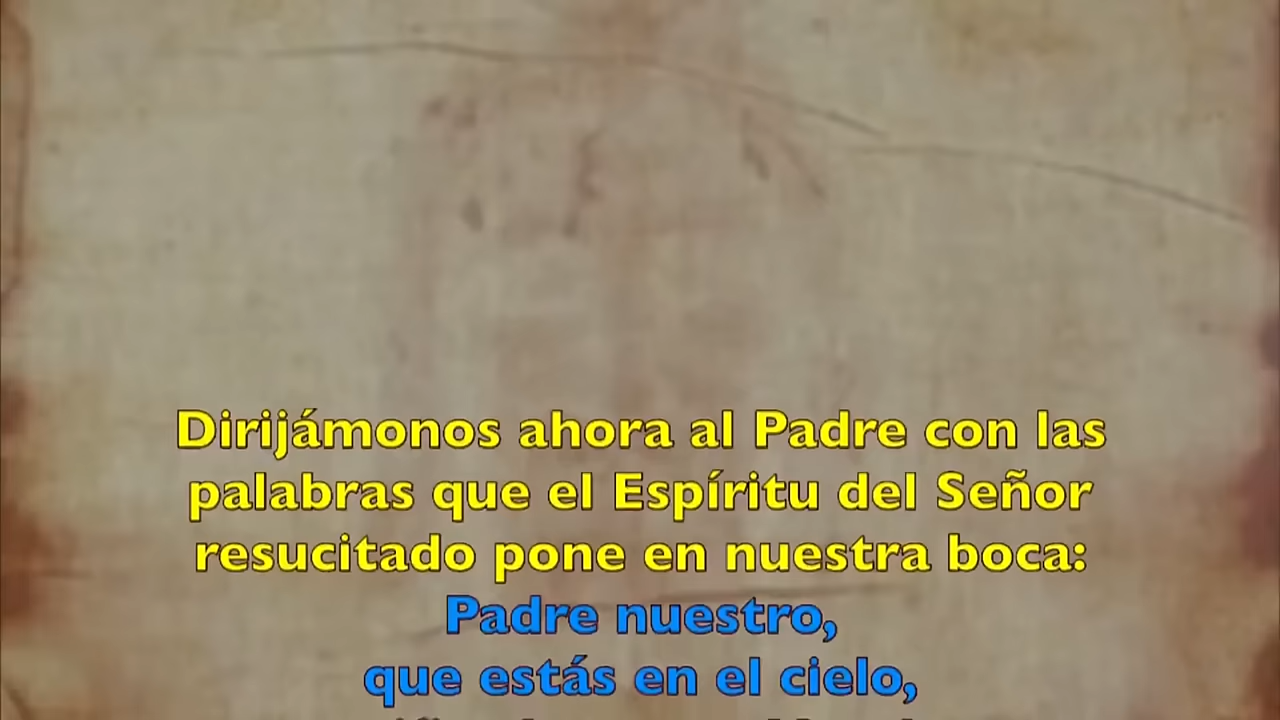 Dirijámonos ahora al Padre con las
palabras que el Espíritu del Señor
resucitado pone en nuestra boca:
Padre nuestro,
que estás en el cielo,